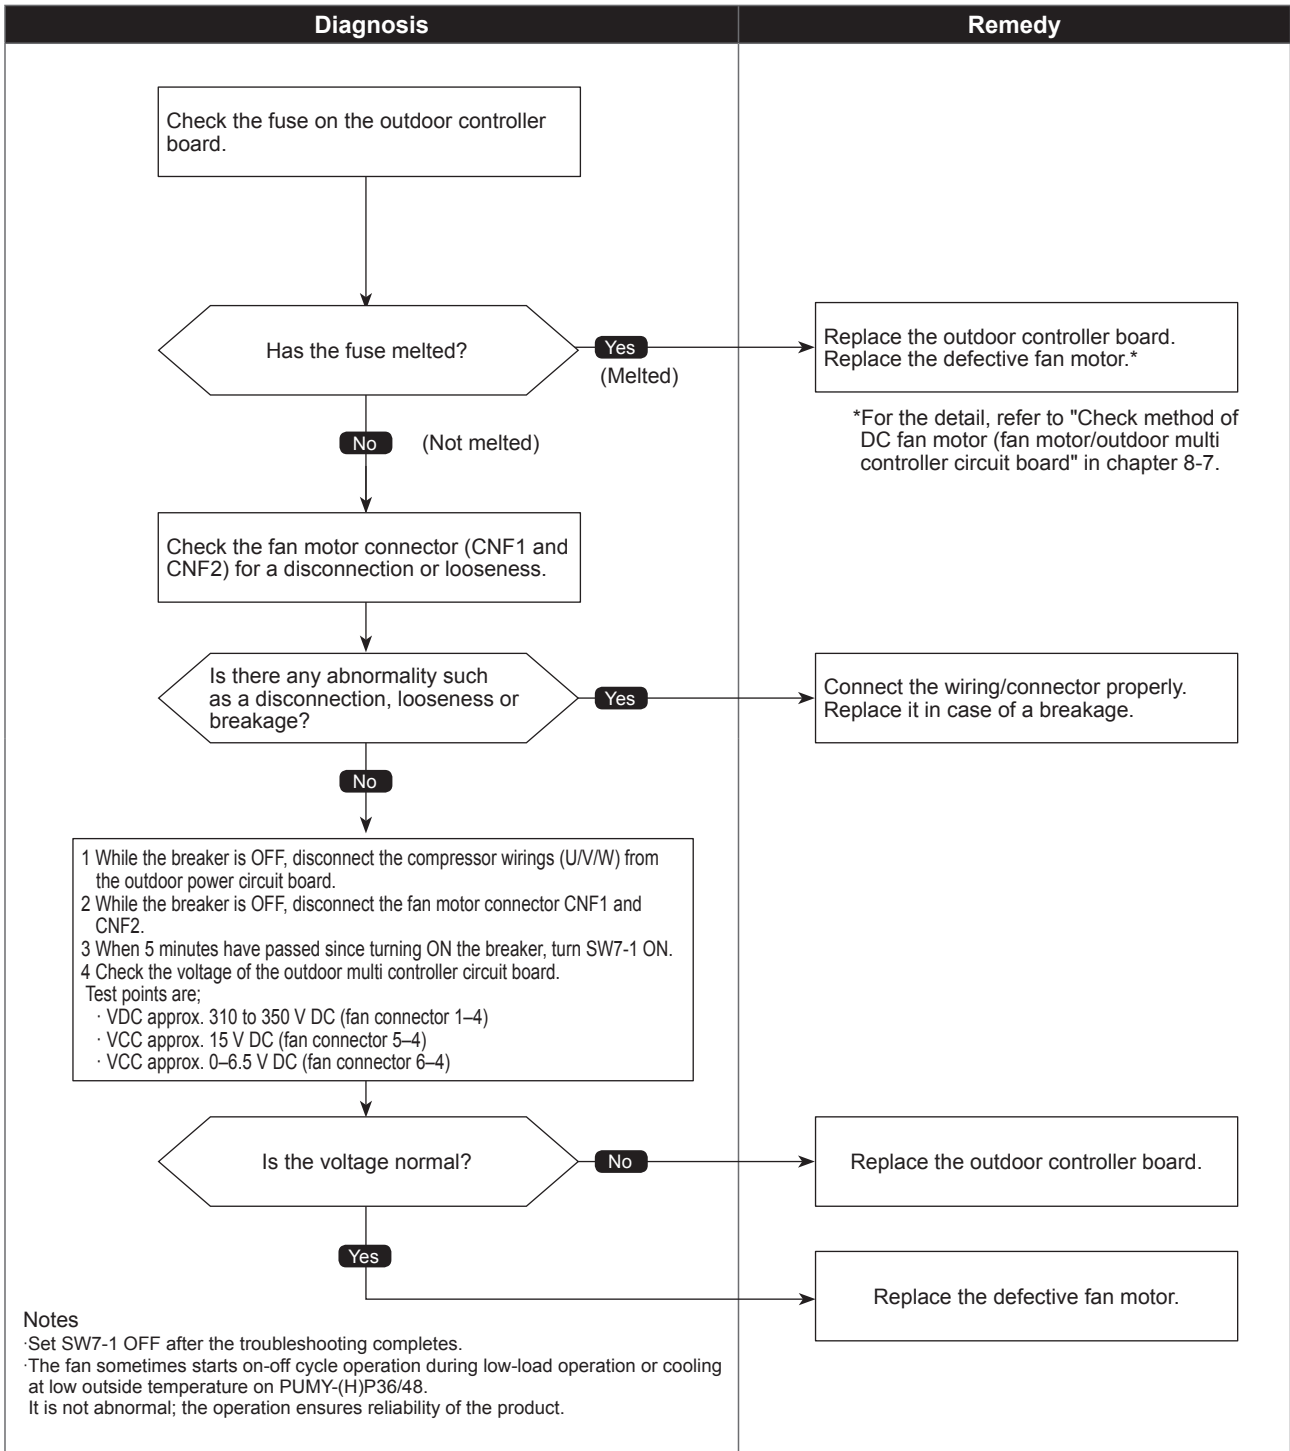 Diagnosis
Remedy
Check the fuse on the outdoor controller
board.
Has the fuse melted?
Yes
(Melted)
Replace the outdoor controller board.
Replace the defective fan motor.*
*For the detail, refer to "Check method of
DC fan motor (fan motor/outdoor multi
controller circuit board" in chapter 8-7.
No
(Not melted)
Check the fan motor connector (CNF1 and
CNF2) for a disconnection or looseness.
Is there any abnormality such
as a disconnection, looseness or
breakage?
Yes
Connect the wiring/connector properly.
Replace it in case of a breakage.
No
1 While the breaker is OFF, disconnect the compressor wirings (U/V/W) from
the outdoor power circuit board.
2 While the breaker is OFF, disconnect the fan motor connector CNF1 and
CNF2.
3 When 5 minutes have passed since turning ON the breaker, turn SW7-1 ON.
4 Check the voltage of the outdoor multi controller circuit board.
Test points are;
· VDC approx. 310 to 350 V DC (fan connector 1–4)
· VCC approx. 15 V DC (fan connector 5–4)
· VCC approx. 0–6.5 V DC (fan connector 6–4)
Is the voltage normal?
No
Replace the outdoor controller board.
Yes
Replace the defective fan motor.
Notes
·Set SW7-1 OFF after the troubleshooting completes.
·The fan sometimes starts on-off cycle operation during low-load operation or cooling
at low outside temperature on PUMY-(H)P36/48.
It is not abnormal; the operation ensures reliability of the product.